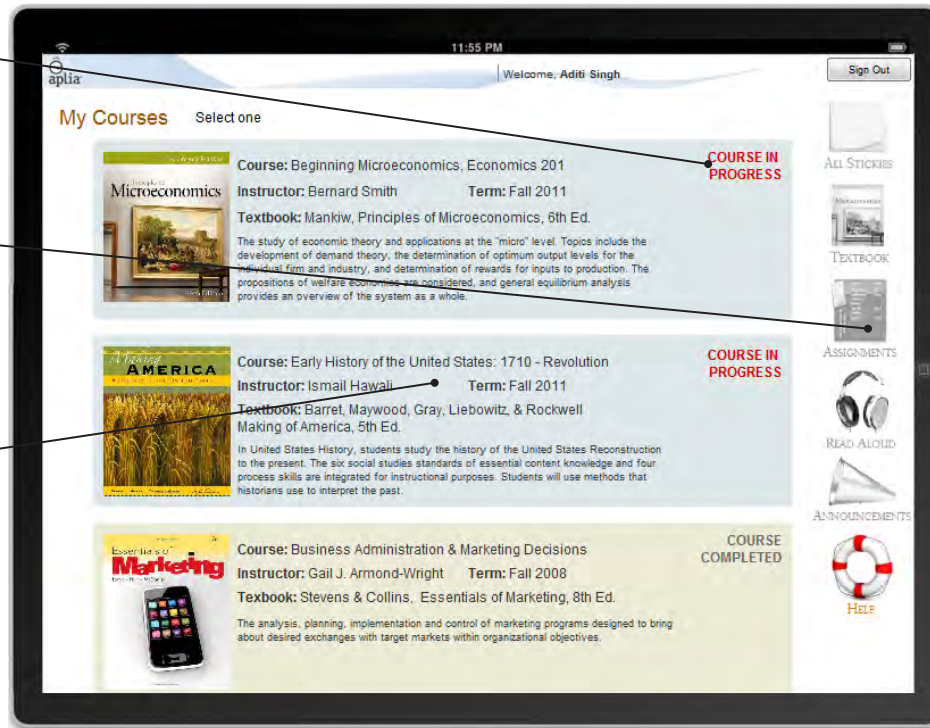 11:55 PM
aplia
Welcome, Aditi Singh
Sign Out
My Courses
Select one
Microeconomics
Course: Beginning Microeconomics, Economics 201
Instructor: Bernard Smith
Term: Fall 2011
Textbook: Mankiw, Principles of Microeconomics, 6th Ed.
The study of economic theory and applications at the "micro" level. Topics include the
development of demand theory, the determination of optimum output levels for the
individual firm and industry, and determination of rewards for inputs to production. The
propositions of welfare economics are considered, and general equilibrium analysis
provides an overview of the system as a whole.
COURSE IN
PROGRESS
Making
AMERICA
Course: Early History of the United States: 1710 - Revolution
Instructor: Ismail Hawali
Term: Fall 2011
Textbook: Barret, Maywood, Gray, Liebowitz, & Rockwell
Making of America, 5th Ed.
In United States History, students study the history of the United States Reconstruction
to the present. The six social studies standards of essential content knowledge and four
process skills are integrated for instructional purposes. Students will use methods that
historians use to interpret the past.
COURSE IN
PROGRESS
Essentials of
Marketing
Course: Business Administration & Marketing Decisions
Instructor: Gail J. Armond-Wright
Term: Fall 2008
Texbook: Stevens & Collins, Essentials of Marketing, 8th Ed.
The analysis, planning, implementation and control of marketing programs designed to bring
about desired exchanges with target markets within organizational objectives.
COURSE
COMPLETED
ALL STICKIES
TEXTBOOK
ASSIGNMENTS
READ ALOUD
ANNOUNCEMENTS
HELP